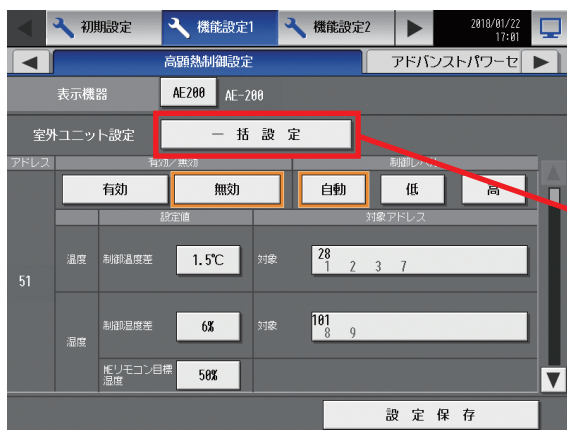 初期設定 機能設定1 機能設定2 2018/01/22 17:01
高顕熱制御設定 アドバンストパワーセ
表示機器 AE200 AE-200
室外ユニット設定 一 括 設 定
アドレス 有効/無効 制御レベル
有効 無効 自動 低 高
設定値 対象アドレス
51
温度 制御温度差 1.5℃ 対象 28
1 2 3 7
湿度 制御湿度差 6% 対象 101
8 9
MEリモコン目標湿度 50%
設 定 保 存